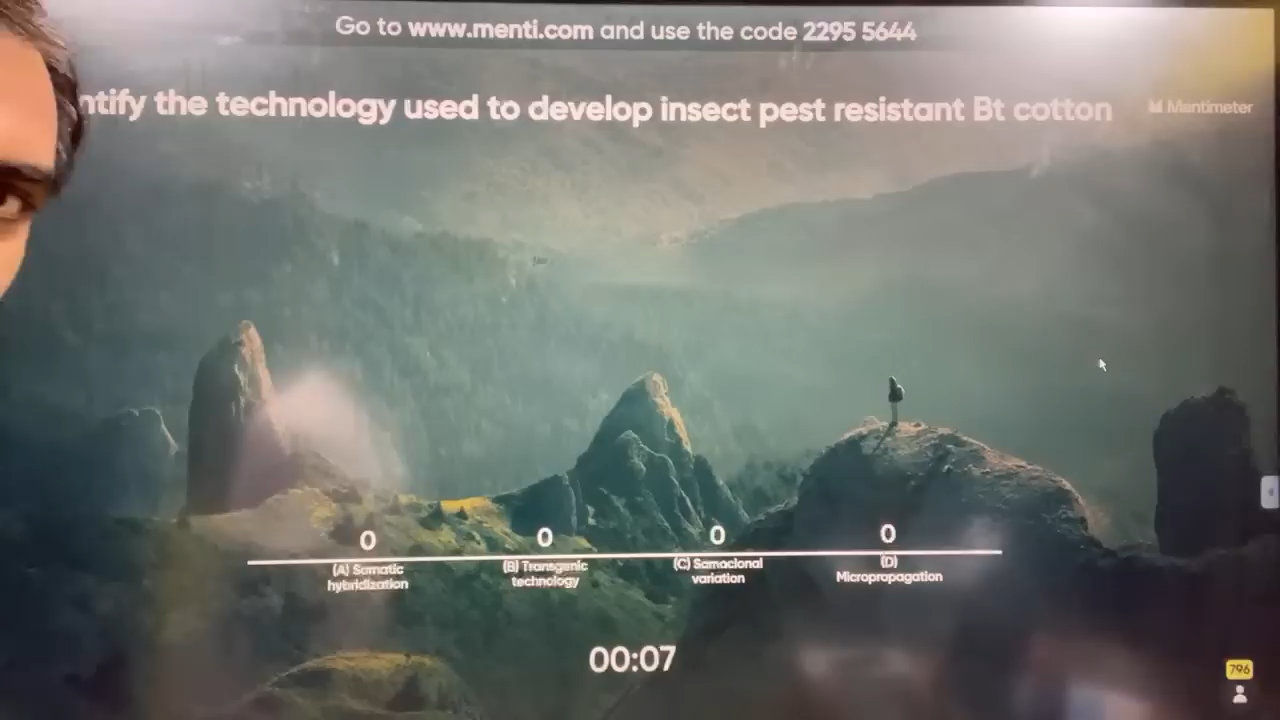 Go to www.menti.com and use the code 2295 5644
ntify the technology used to develop insect pest resistant Bt cotton
Mentimeter
0
0
0
0
(A) Somatic
hybridization
(B) Transgenic
technology
(C) Somaclonal
variation
(D)
Micropropagation
00:07
796